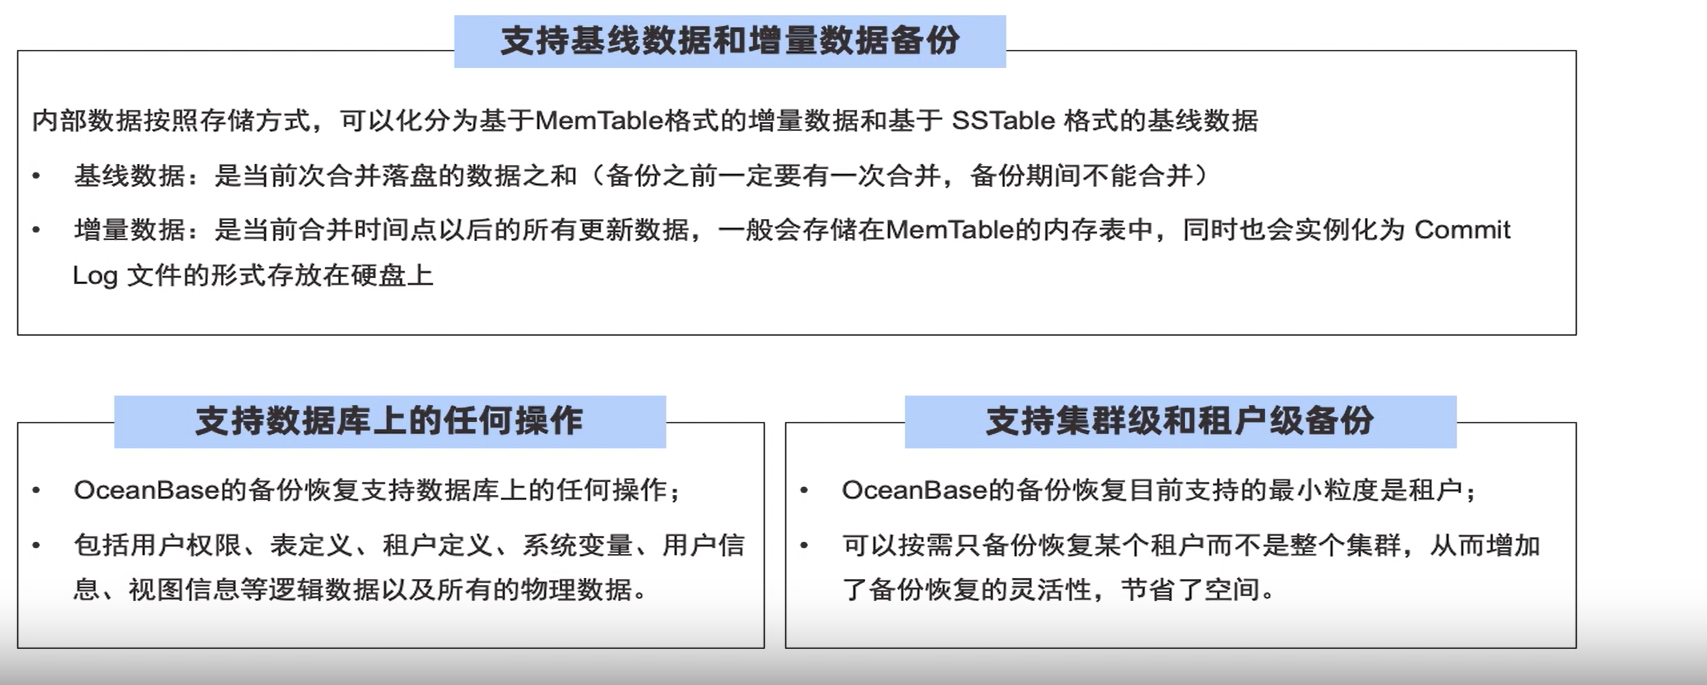 支持基线数据和增量数据备份
内部数据按照存储方式，可以化分为基于MemTable格式的增量数据和基于 SSTable 格式的基线数据
• 基线数据：是当前次合并落盘的数据之和（备份之前一定要有一次合并，备份期间不能合并）
• 增量数据：是当前合并时间点以后的所有更新数据，一般会存储在MemTable的内存表中，同时也会实例化为 Commit
Log 文件的形式存放在硬盘上
支持数据库上的任何操作
• OceanBase的备份恢复支持数据库上的任何操作；
• 包括用户权限、表定义、租户定义、系统变量、用户信
息、视图信息等逻辑数据以及所有的物理数据。
支持集群级和租户级备份
• OceanBase的备份恢复目前支持的最小粒度是租户；
• 可以按需只备份恢复某个租户而不是整个集群，从而增加
了备份恢复的灵活性，节省了空间。